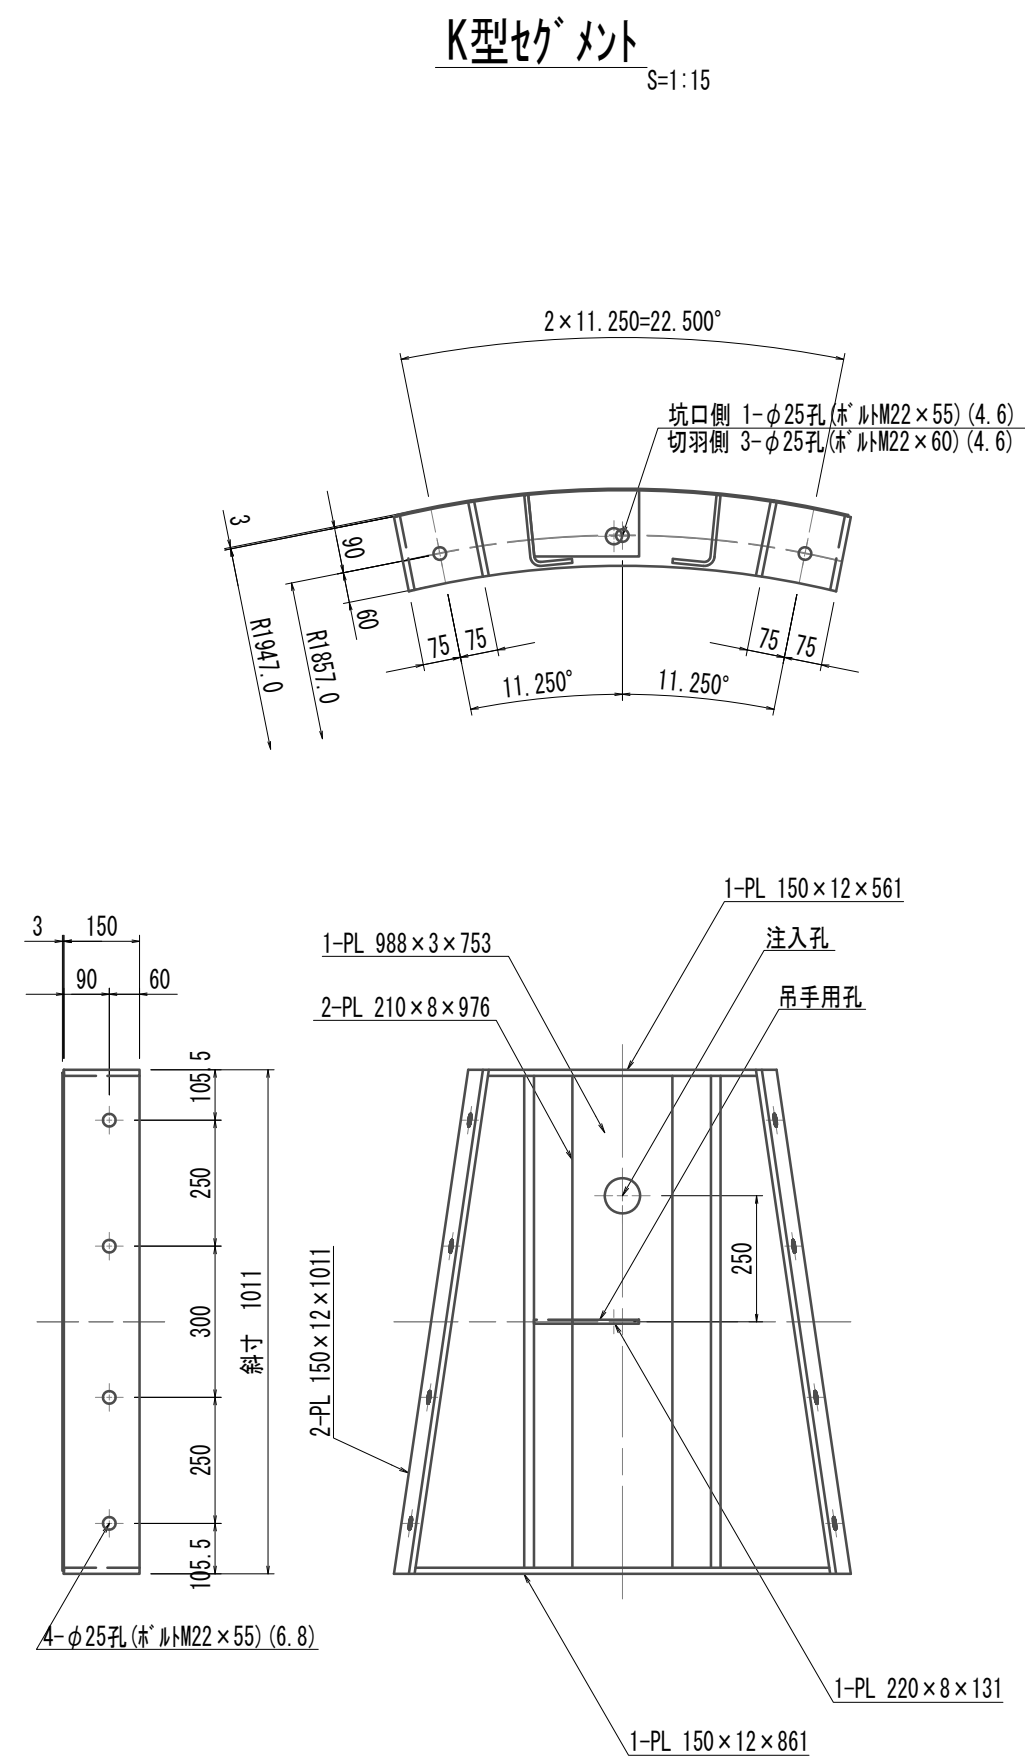 K型ｾｸﾞﾒﾝﾄ
S=1:15
2×11.250=22.500°
坑口側 1-φ25孔(ﾎﾞﾙﾄM22×55)(4.6)
切羽側 3-φ25孔(ﾎﾞﾙﾄM22×60)(4.6)
3
90
60
R1947.0
R1857.0
75
75
75
75
11.250°
11.250°
1-PL 150×12×561
3
150
1-PL 988×3×753
注入孔
90
60
2-PL 210×8×976
吊手用孔
105.5
250
300
250
105.5
斜寸 1011
250
2-PL 150×12×1011
4-φ25孔(ﾎﾞﾙﾄM22×55)(6.8)
1-PL 220×8×131
1-PL 150×12×861